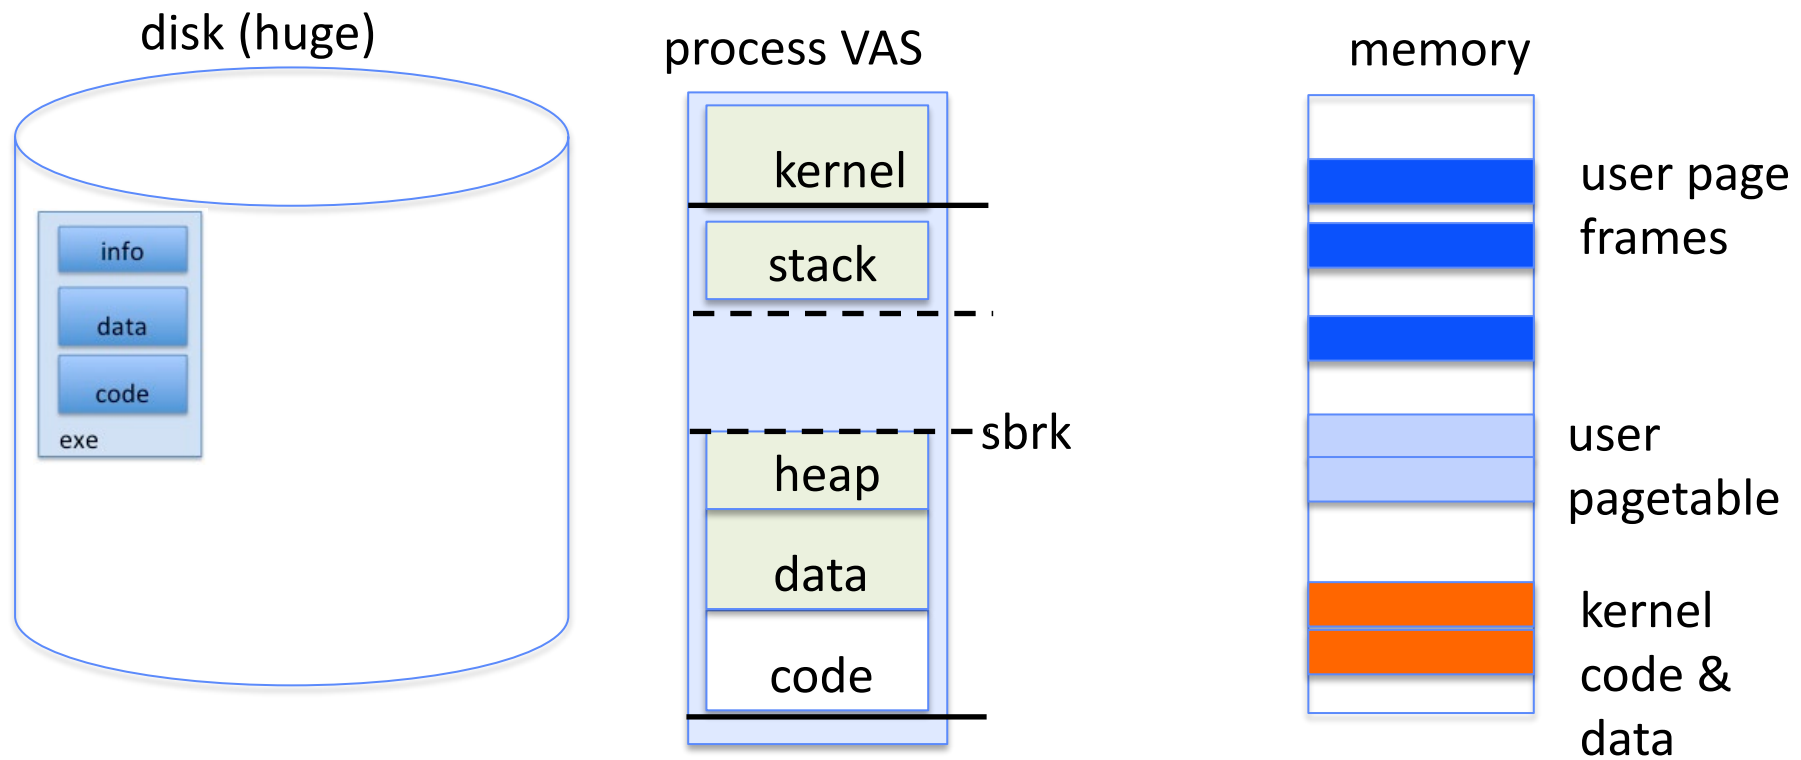 disk (huge)
info
data
code
exe
process VAS
kernel
stack
sbrk
heap
data
code
memory
user page
frames
user
pagetable
kernel
code &
data